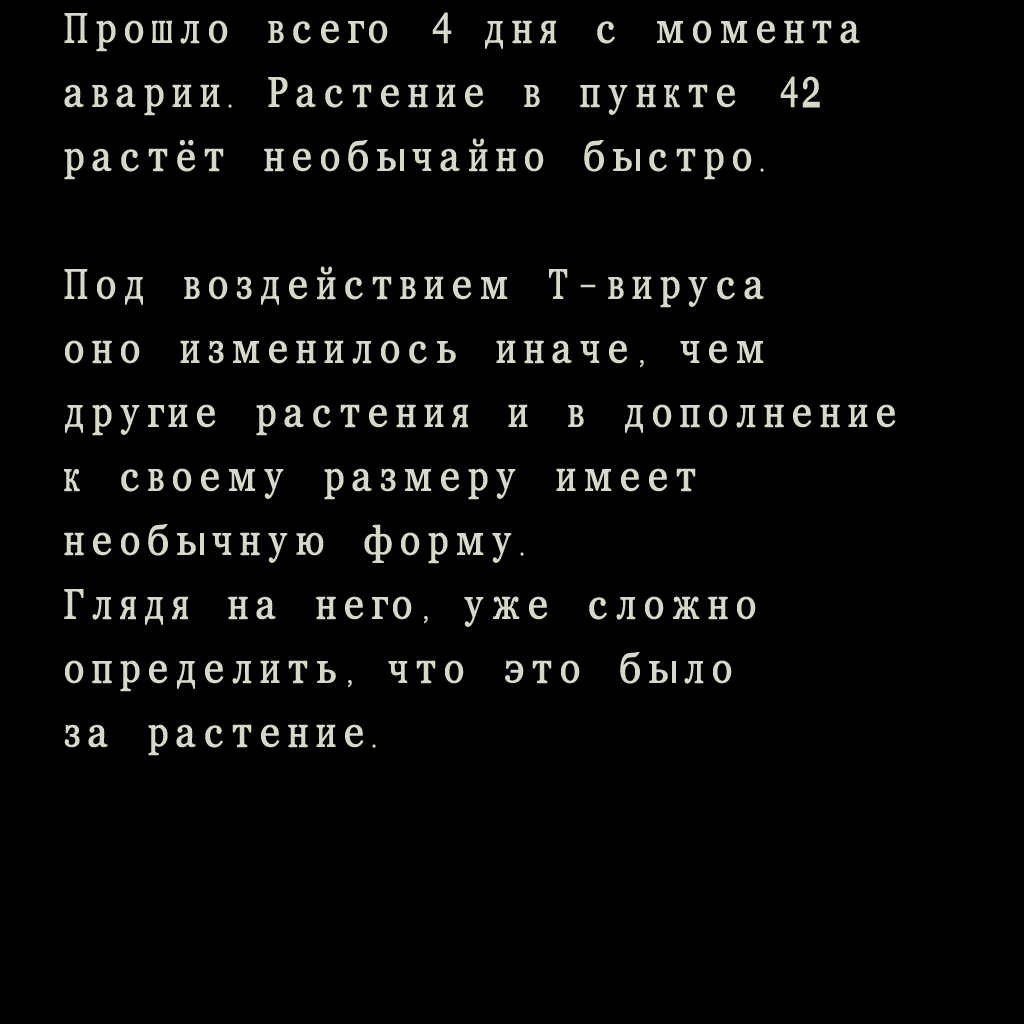 Прошло всего 4 дня с момента
аварии. Растение в пункте 42
растёт необычайно быстро.
Под воздействием Т-вируса
оно изменилось иначе, чем
другие растения и в дополнение
к своему размеру имеет
необычную форму.
Глядя на него, уже сложно
определить, что это было
за растение.